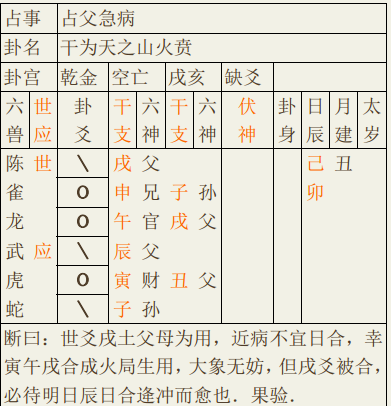 占事 占父急病
卦名 干为天之山火贲
卦宫 乾金 空亡 戌亥 缺爻
六兽 世应 卦爻 干支 六神 干支 六神 伏神 卦身 日辰 月建 太岁
陈 世 \ 戌 父 己 丑
雀 O 申 兄 子 孙 卯
龙 O 午 官 戌 父
武 应 \ 辰 父
虎 O 寅 财 丑 父
蛇 \ 子 孙
断曰：世爻戌土父母为用，近病不宜日合，幸
寅午戌合成火局生用，大象无妨，但戌爻被合，
必待明日辰日合逢冲而愈也．果验．